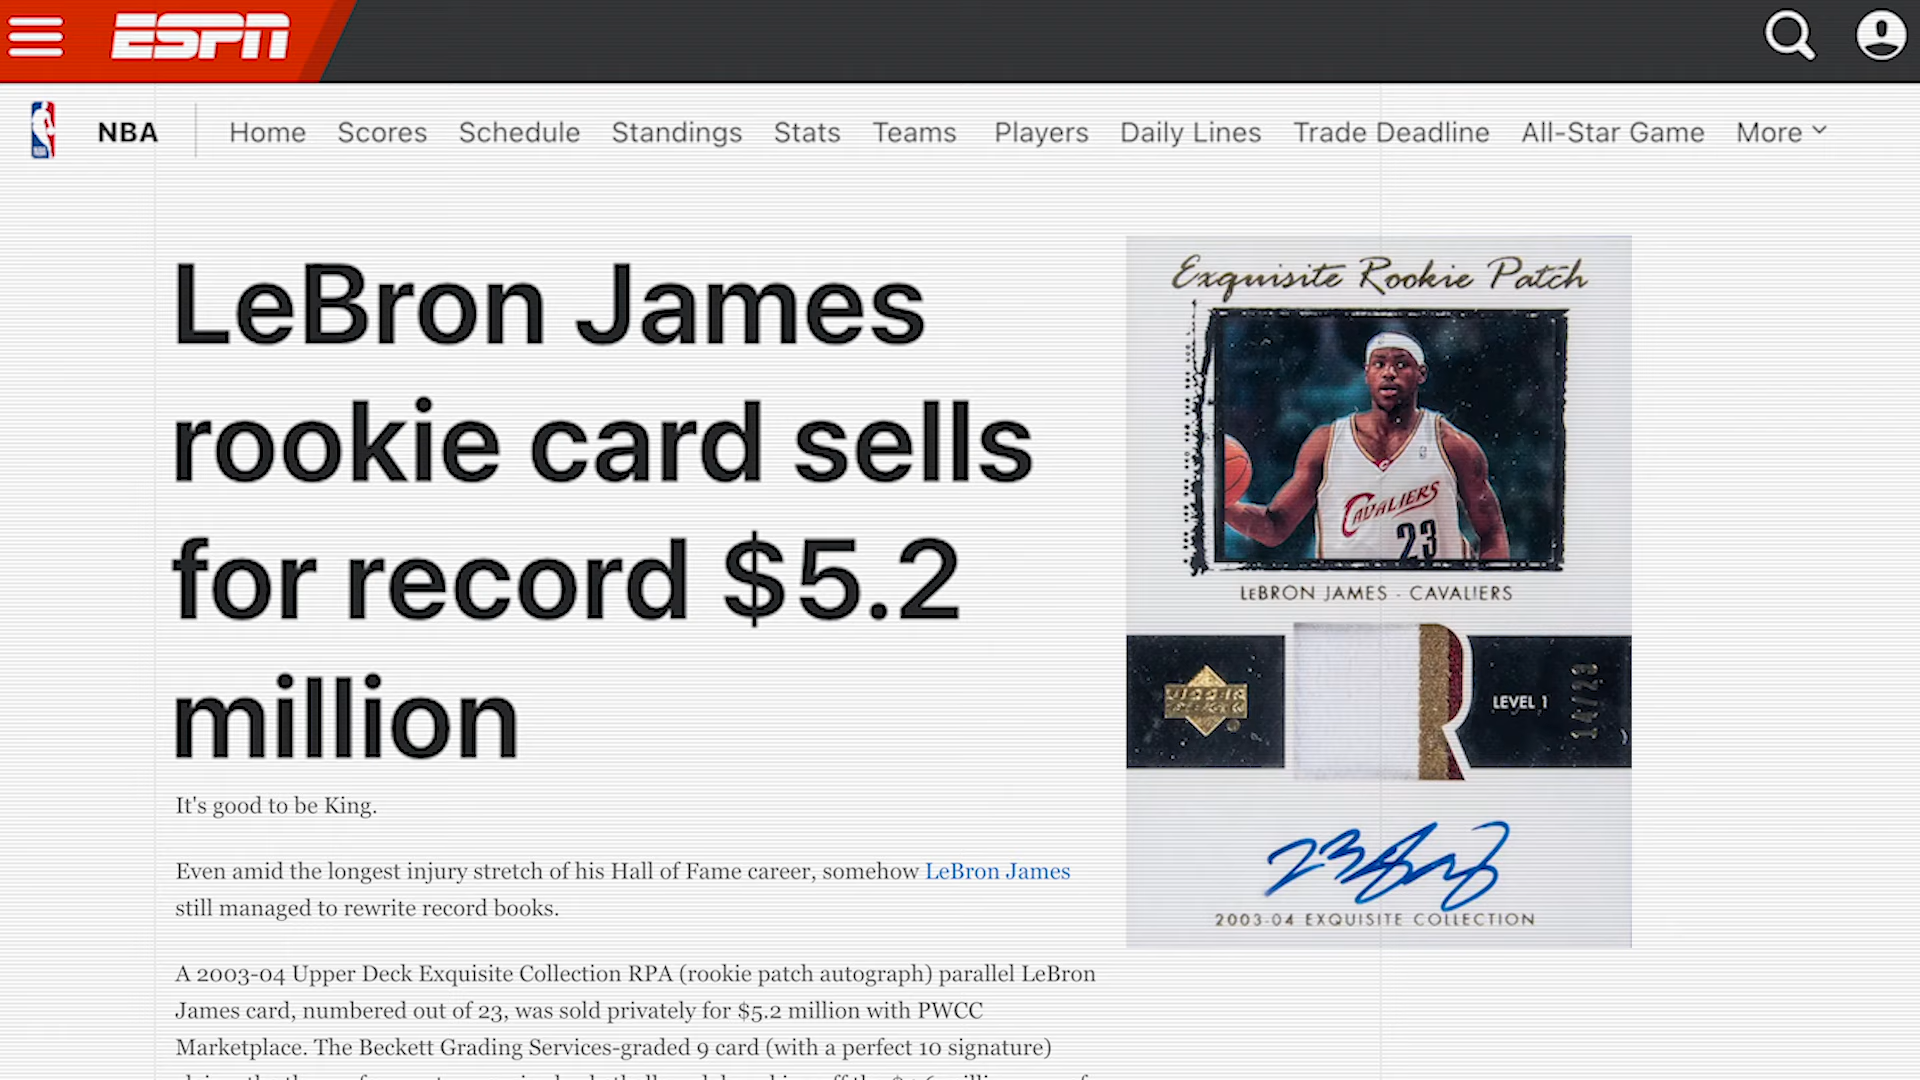 ESPN
NBA Home Scores Schedule Standings Stats Teams Players Daily Lines Trade Deadline All-Star Game More
LeBron James
rookie card sells
for record $5.2
million
It's good to be King.
Even amid the longest injury stretch of his Hall of Fame career, somehow LeBron James
still managed to rewrite record books.
A 2003-04 Upper Deck Exquisite Collection RPA (rookie patch autograph) parallel LeBron
James card, numbered out of 23, was sold privately for $5.2 million with PWCC
Marketplace. The Beckett Grading Services-graded 9 card (with a perfect 10 signature)
Exquisite Rookie Patch
CAVALIERS
23
LEBRON JAMES - CAVALIERS
UPPER
DECK
LEVEL 1
14/23
2003-04 EXQUISITE COLLECTION